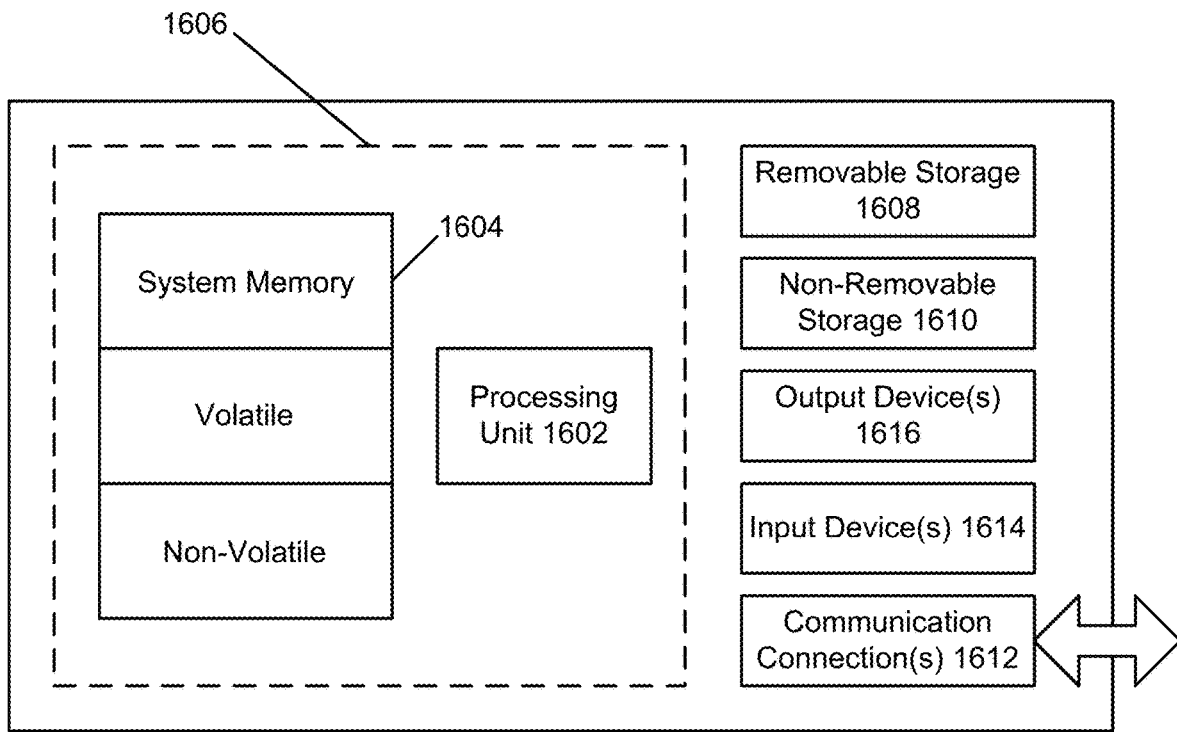 1606
1604
System Memory
Volatile
Non-Volatile
Processing
Unit 1602
Removable Storage
1608
Non-Removable
Storage 1610
Output Device(s)
1616
Input Device(s) 1614
Communication
Connection(s) 1612